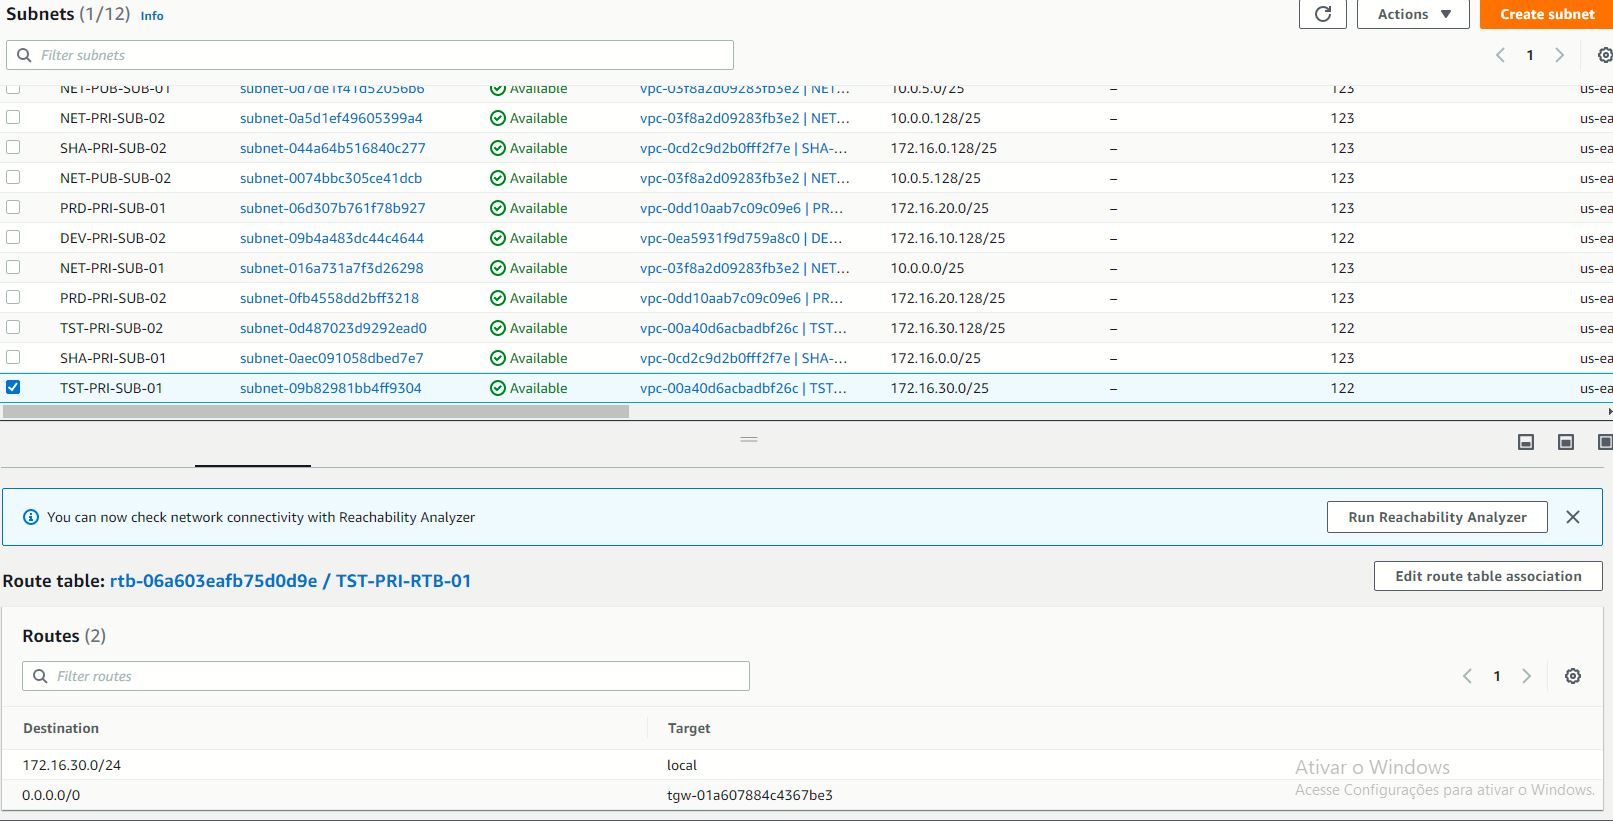 Subnets (1/12) Info
Actions
Create subnet
Filter subnets
1
NET-PUB-SUB-01 subnet-0d7de1f41d52056b6 Available vpc-03f8a2d09283fb3e2 | NET... 10.0.5.0/25 – 123 us-ea
NET-PRI-SUB-02 subnet-0a5d1ef49605399a4 Available vpc-03f8a2d09283fb3e2 | NET... 10.0.0.128/25 – 123 us-ea
SHA-PRI-SUB-02 subnet-044a64b516840c277 Available vpc-0cd2c9d2b0fff2f7e | SHA-... 172.16.0.128/25 – 123 us-ea
NET-PUB-SUB-02 subnet-0074bbc305ce41dcb Available vpc-03f8a2d09283fb3e2 | NET... 10.0.5.128/25 – 123 us-ea
PRD-PRI-SUB-01 subnet-06d307b761f78b927 Available vpc-0dd10aab7c09c09e6 | PR... 172.16.20.0/25 – 123 us-ea
DEV-PRI-SUB-02 subnet-09b4a483dc44c4644 Available vpc-0ea5931f9d759a8c0 | DE... 172.16.10.128/25 – 122 us-ea
NET-PRI-SUB-01 subnet-016a731a7f3d26298 Available vpc-03f8a2d09283fb3e2 | NET... 10.0.0.0/25 – 123 us-ea
PRD-PRI-SUB-02 subnet-0fb4558dd2bff3218 Available vpc-0dd10aab7c09c09e6 | PR... 172.16.20.128/25 – 123 us-ea
TST-PRI-SUB-02 subnet-0d487023d9292ead0 Available vpc-00a40d6acbadbf26c | TST... 172.16.30.128/25 – 122 us-ea
SHA-PRI-SUB-01 subnet-0aec091058dbed7e7 Available vpc-0cd2c9d2b0fff2f7e | SHA-... 172.16.0.0/25 – 123 us-ea
TST-PRI-SUB-01 subnet-09b82981bb4ff9304 Available vpc-00a40d6acbadbf26c | TST... 172.16.30.0/25 – 122 us-ea
You can now check network connectivity with Reachability Analyzer
Run Reachability Analyzer
Route table: rtb-06a603eafb75d0d9e / TST-PRI-RTB-01
Edit route table association
Routes (2)
Filter routes
1
Destination Target
172.16.30.0/24 local
0.0.0.0/0 tgw-01a607884c4367be3
Ativar o Windows
Acesse Configurações para ativar o Windows.